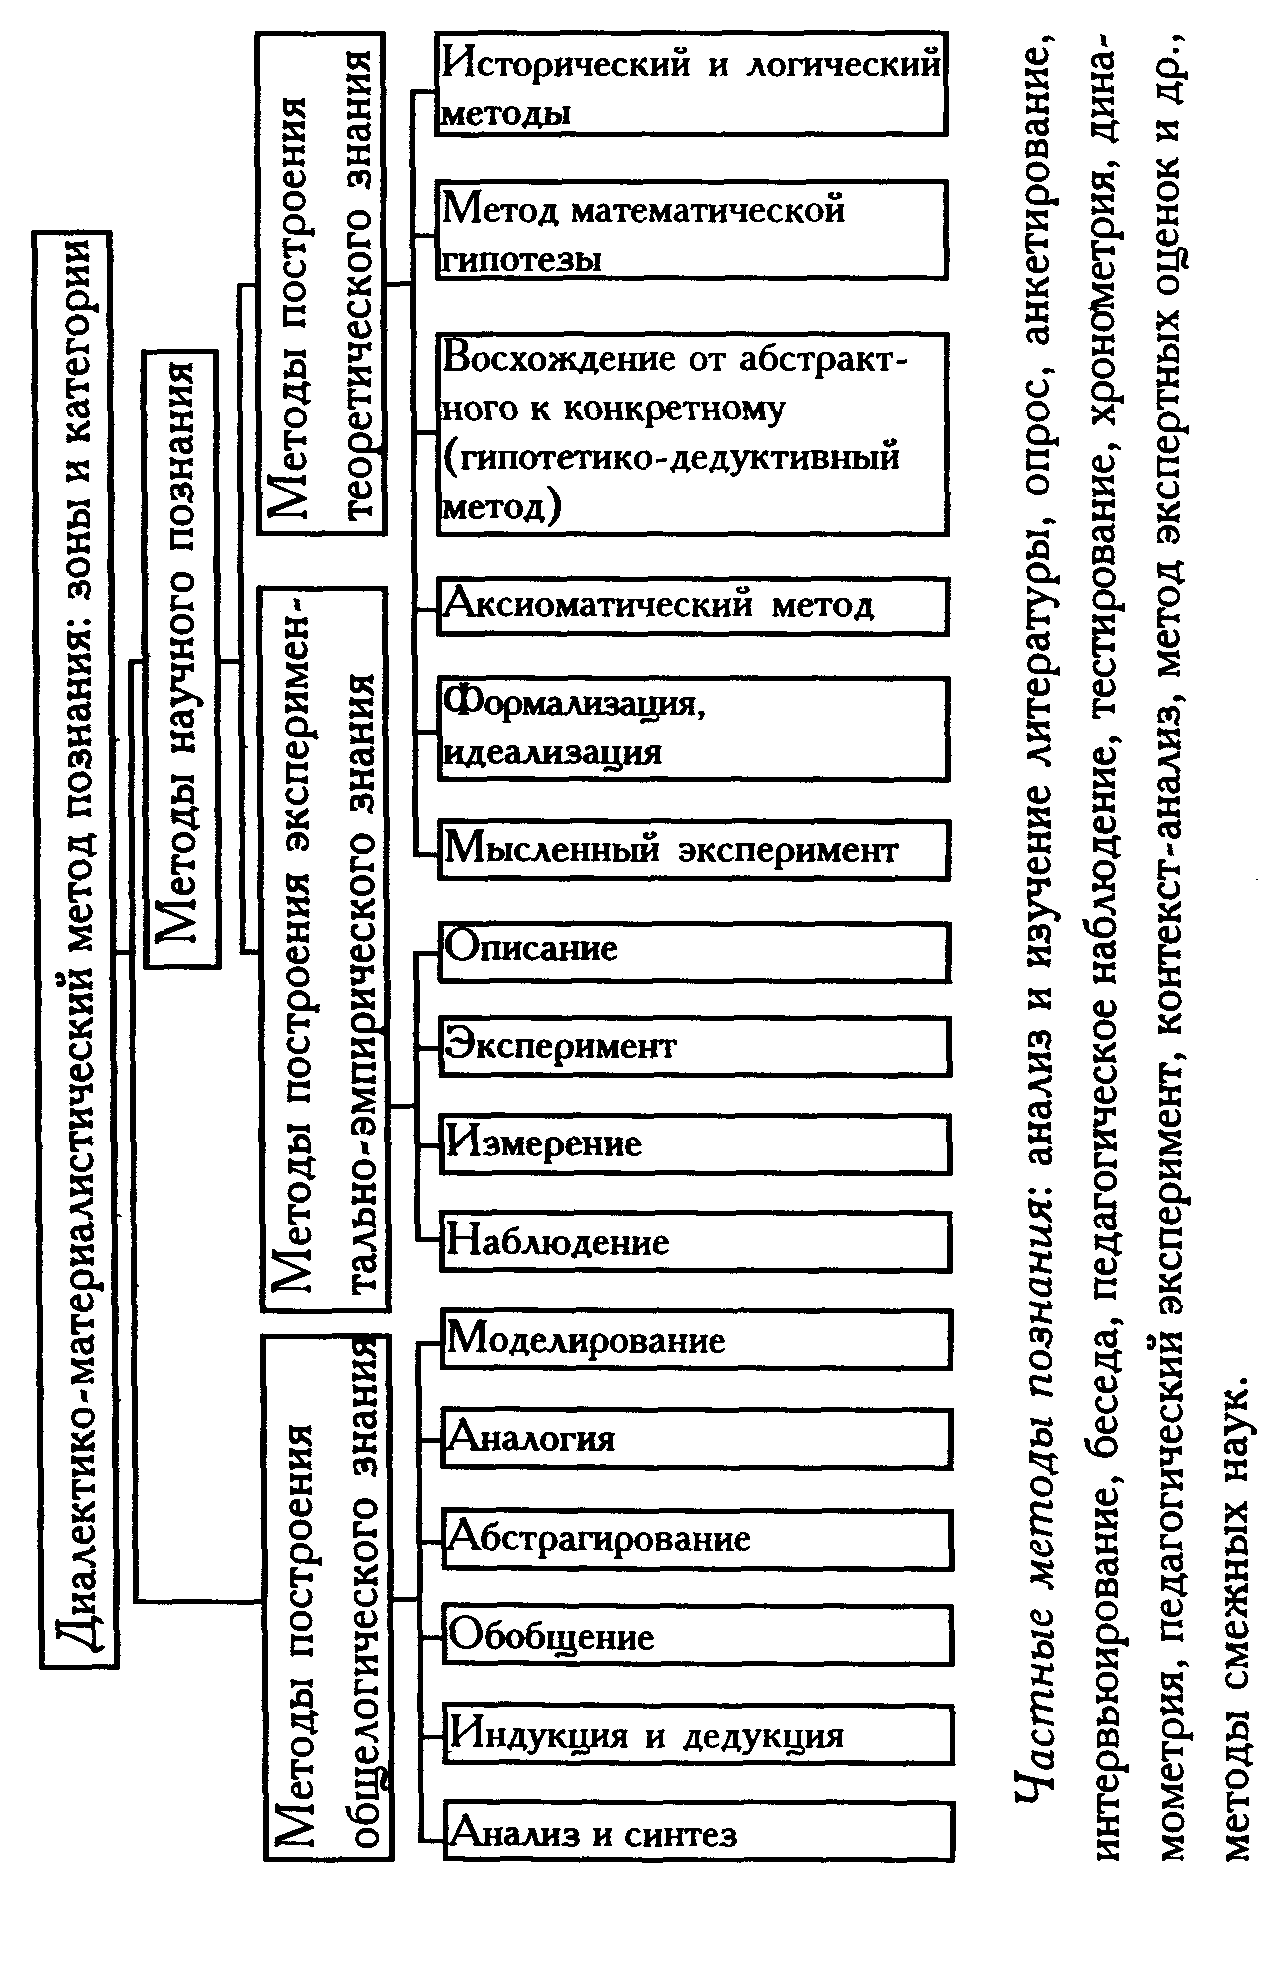 Диалектико-материалистический метод познания: зоны и категории
Методы научного познания
Методы построения
общелогического знания
Методы построения эксперимен-
тально-эмпирического знания
Методы построения
теоретического знания
Анализ и синтез
Индукция и дедукция
Обобщение
Абстрагирование
Аналогия
Моделирование
Наблюдение
Измерение
Эксперимент
Описание
Мысленный эксперимент
Формализация,
идеализация
Аксиоматический метод
Восхождение от абстракт-
ного к конкретному
(гипотетико-дедуктивный
метод)
Метод математической
гипотезы
Исторический и логический
методы
Частные методы познания: анализ и изучение литературы, опрос, анкетирование,
интервьюирование, беседа, педагогическое наблюдение, тестирование, хронометрия, дина-
мометрия, педагогический эксперимент, контекст-анализ, метод экспертных оценок и др.,
методы смежных наук.